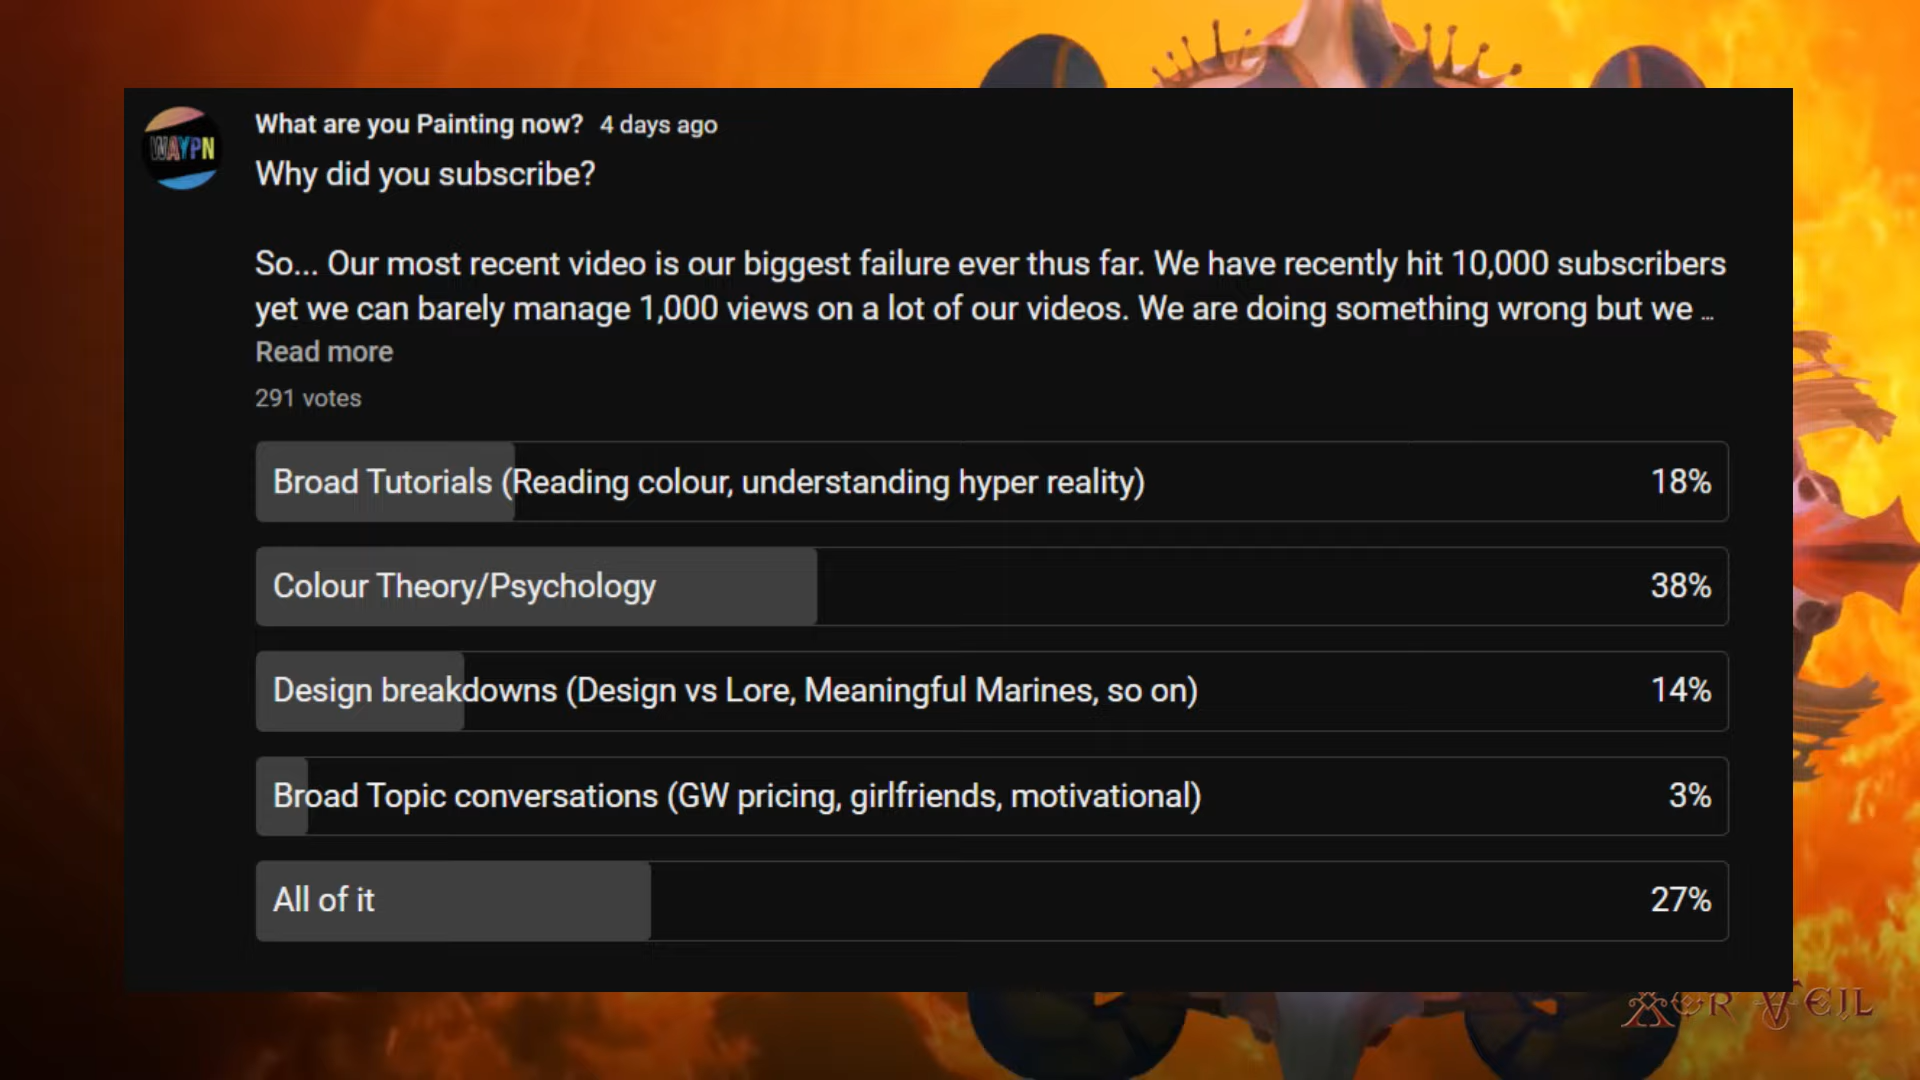 WAYPN
What are you Painting now? 4 days ago
Why did you subscribe?
So... Our most recent video is our biggest failure ever thus far. We have recently hit 10,000 subscribers
yet we can barely manage 1,000 views on a lot of our videos. We are doing something wrong but we ...
Read more
291 votes
Broad Tutorials (Reading colour, understanding hyper reality) 18%
Colour Theory/Psychology 38%
Design breakdowns (Design vs Lore, Meaningful Marines, so on) 14%
Broad Topic conversations (GW pricing, girlfriends, motivational) 3%
All of it 27%
Veil